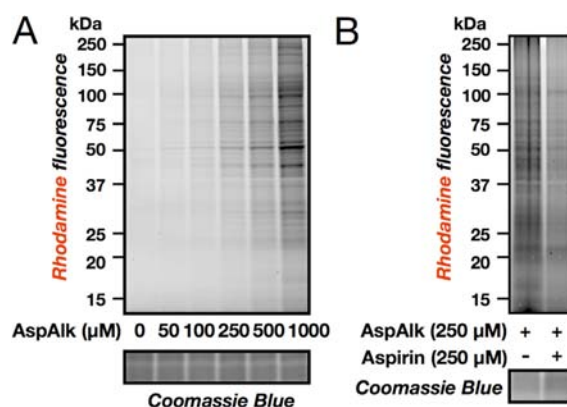 A
kDa
250
150
100
75
50
37
25
20
15
Rhodamine fluorescence
AspAlk (µM) 0 50 100 250 500 1000
Coomassie Blue
B
kDa
250
150
100
75
50
37
25
20
15
Rhodamine fluorescence
AspAlk (250 µM) + +
Aspirin (250 µM) - +
Coomassie Blue